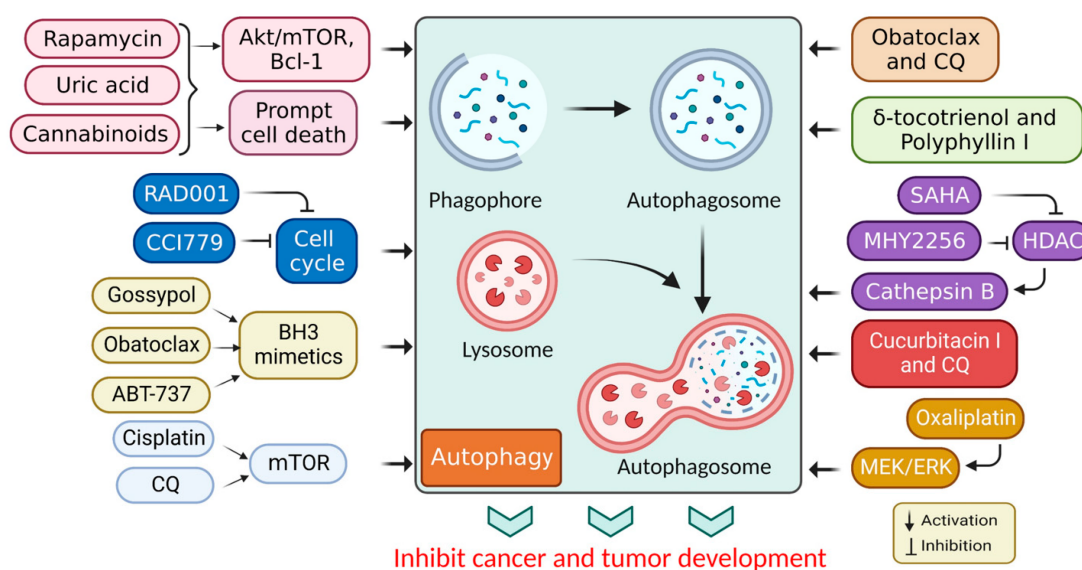 Rapamycin
Uric acid
Cannabinoids
Akt/mTOR,
Bcl-1
Prompt
cell death
RAD001
CCI779
Cell
cycle
Gossypol
Obatoclax
ABT-737
BH3
mimetics
Cisplatin
CQ
mTOR
Phagophore
Autophagosome
Lysosome
Autophagosome
Autophagy
Obatoclax
and CQ
δ-tocotrienol and
Polyphyllin I
SAHA
MHY2256
HDAC
Cathepsin B
Cucurbitacin I
and CQ
Oxaliplatin
MEK/ERK
Activation
Inhibition
Inhibit cancer and tumor development